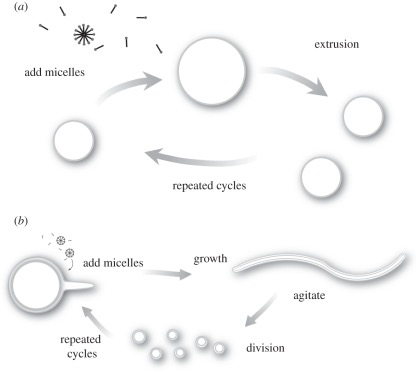 (a)
add micelles
extrusion
repeated cycles
(b)
add micelles
growth
agitate
repeated
cycles
division